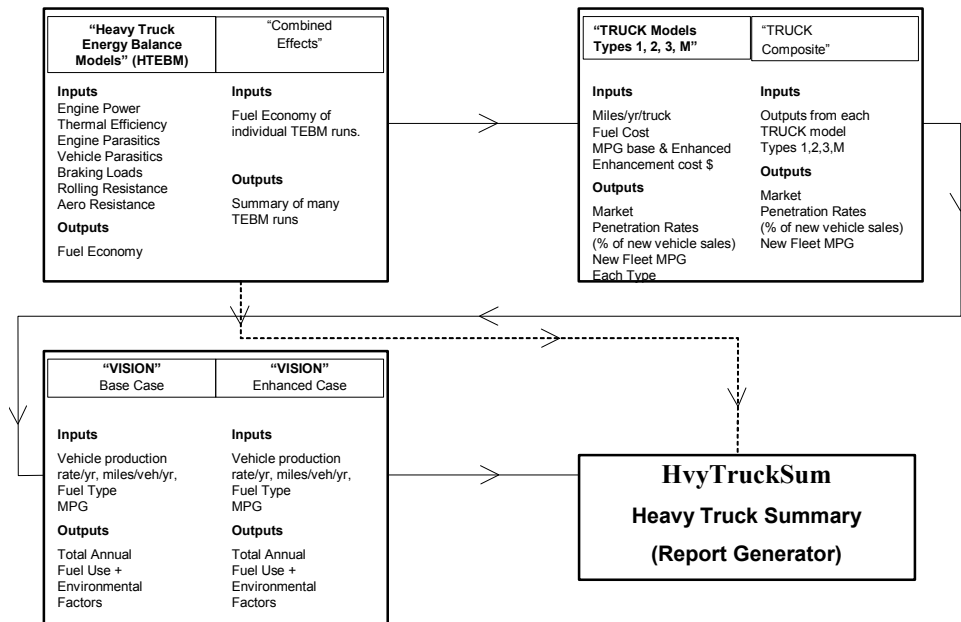 “Heavy Truck
Energy Balance
Models” (HTEBM)
“Combined
Effects”
Inputs
Engine Power
Thermal Efficiency
Engine Parasitics
Vehicle Parasitics
Braking Loads
Rolling Resistance
Aero Resistance
Outputs
Fuel Economy
Inputs
Fuel Economy of
individual TEBM runs.
Outputs
Summary of many
TEBM runs
“TRUCK Models
Types 1, 2, 3, M”
“TRUCK
Composite”
Inputs
Miles/yr/truck
Fuel Cost
MPG base & Enhanced
Enhancement cost $
Outputs
Market
Penetration Rates
(% of new vehicle sales)
New Fleet MPG
Each Type
Inputs
Outputs from each
TRUCK model
Types 1,2,3,M
Outputs
Market
Penetration Rates
(% of new vehicle sales)
New Fleet MPG
“VISION”
Base Case
“VISION”
Enhanced Case
Inputs
Vehicle production
rate/yr, miles/veh/yr,
Fuel Type
MPG
Outputs
Total Annual
Fuel Use +
Environmental
Factors
Inputs
Vehicle production
rate/yr, miles/veh/yr,
Fuel Type
MPG
Outputs
Total Annual
Fuel Use +
Environmental
Factors
HvyTruckSum
Heavy Truck Summary
(Report Generator)